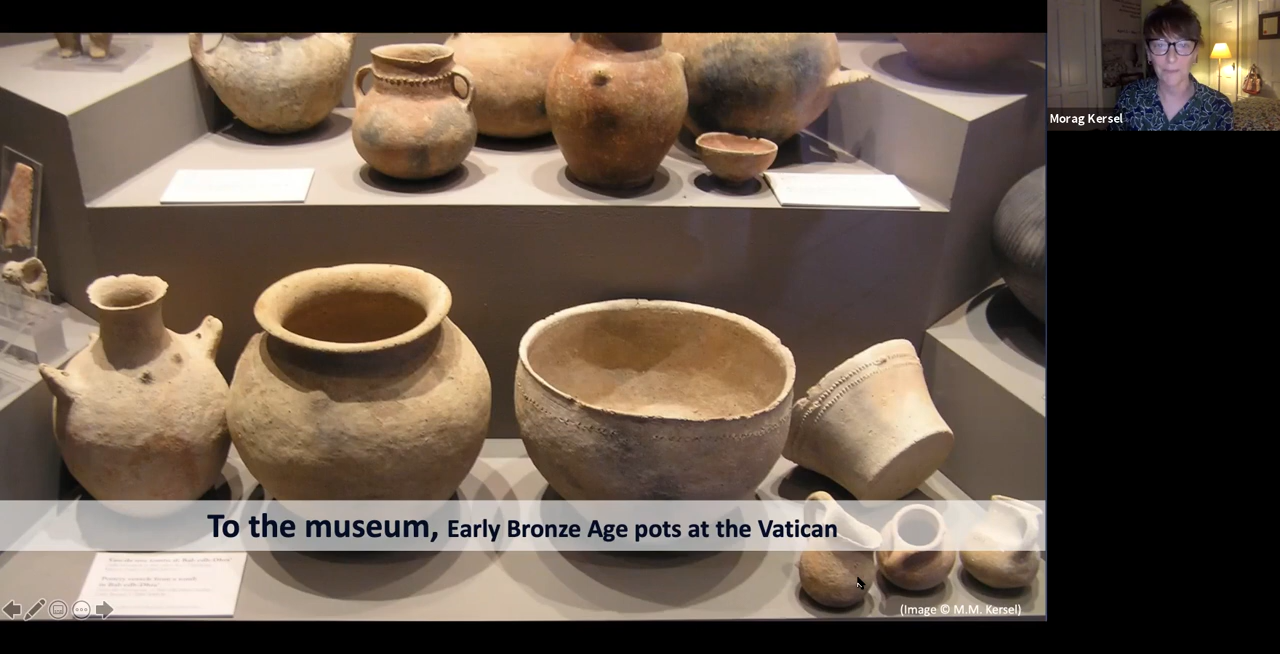 Morag Kersel
To the museum, Early Bronze Age pots at the Vatican
(Image © M.M. Kersel)